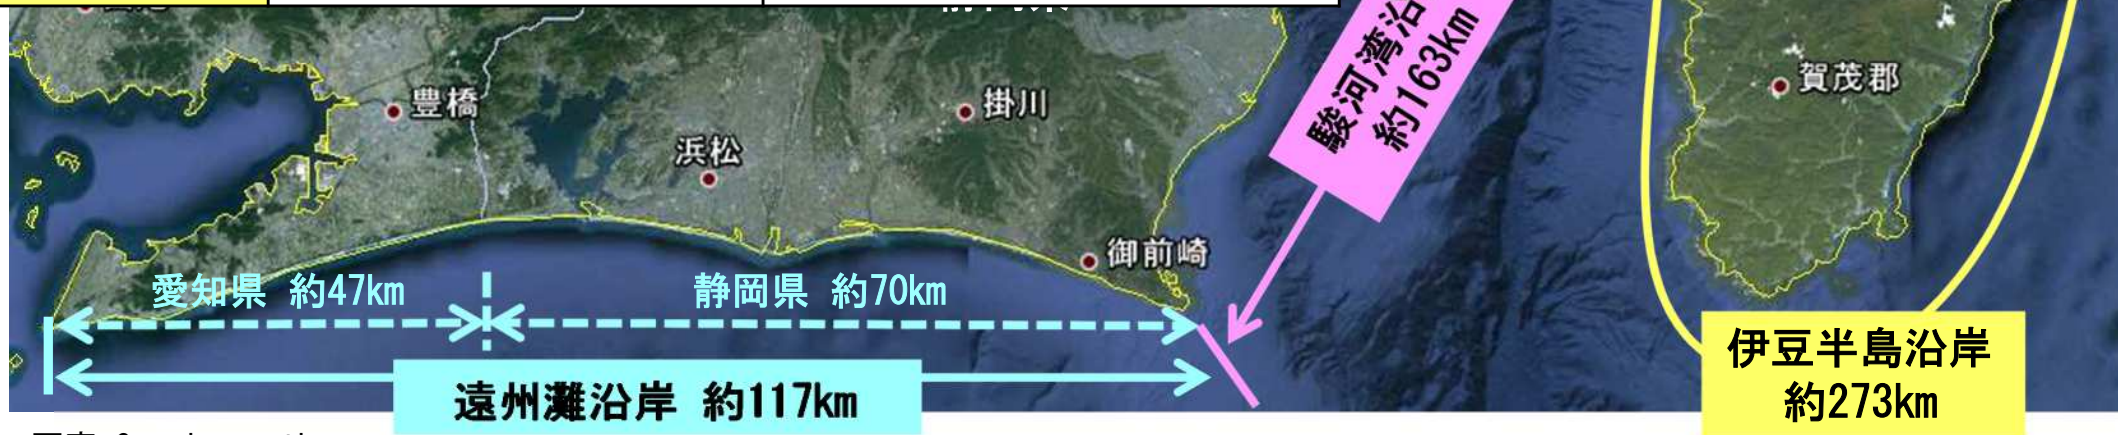 豊橋
浜松
掛川
御前崎
賀茂郡
駿河湾沿
約163km
愛知県 約47km
静岡県 約70km
遠州灘沿岸 約117km
伊豆半島沿岸
約273km